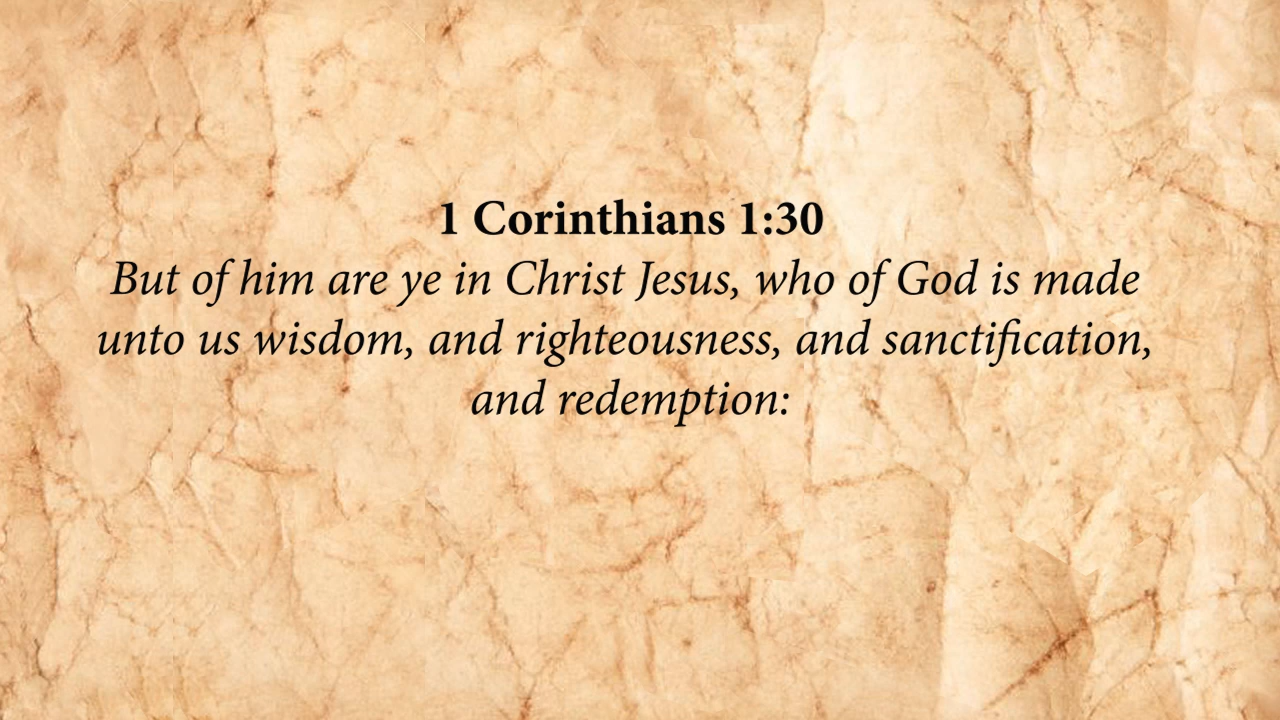 1 Corinthians 1:30
But of him are ye in Christ Jesus, who of God is made
unto us wisdom, and righteousness, and sanctification,
and redemption: